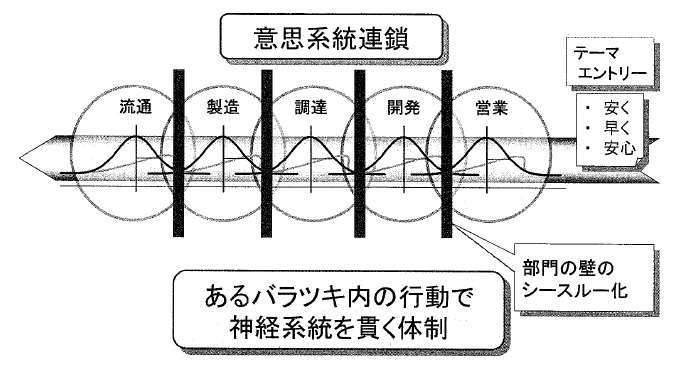 意思系統連鎖
テーマ
エントリー
・ 安く
・ 早く
・ 安心
流通
製造
調達
開発
営業
部門の壁の
シースルー化
あるバラツキ内の行動で
神経系統を貫く体制